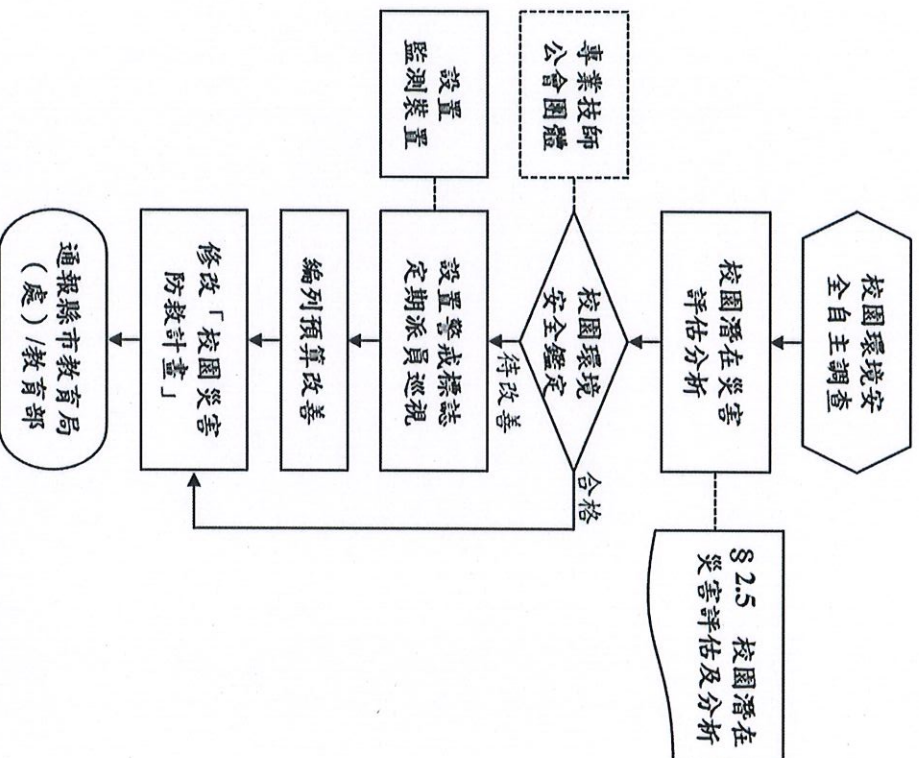 校園環境安
全自主調查
校園潛在災害
評估分析
§2.5 校園潛在
災害評估及分析
專業技師
公會團體
校園環境
安全鑑定
合格
待改善
設置
監測裝置
設置警戒標誌
定期派員巡視
編列預算改善
修改「校園災害
防救計畫」
通報縣市教育局
(處)/教育部